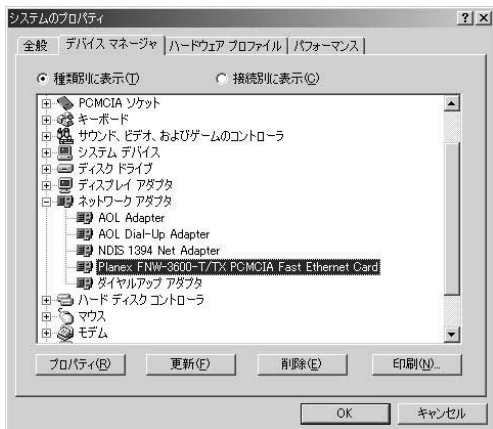 システムのプロパティ
全般 デバイス マネージャ ハードウェア プロファイル パフォーマンス
種類別に表示(T) 接続別に表示(C)
PCMCIA ソケット
キーボード
サウンド、ビデオ、およびゲームのコントローラ
システム デバイス
ディスク ドライブ
ディスプレイ アダプタ
ネットワーク アダプタ
AOL Adapter
AOL Dial-Up Adapter
NDIS 1394 Net Adapter
Planex FNW-3600-T/TX PCMCIA Fast Ethernet Card
ダイヤルアップ アダプタ
ハード ディスク コントローラ
マウス
モデム
プロパティ(R) 更新(F) 削除(E) 印刷(N)...
OK キャンセル